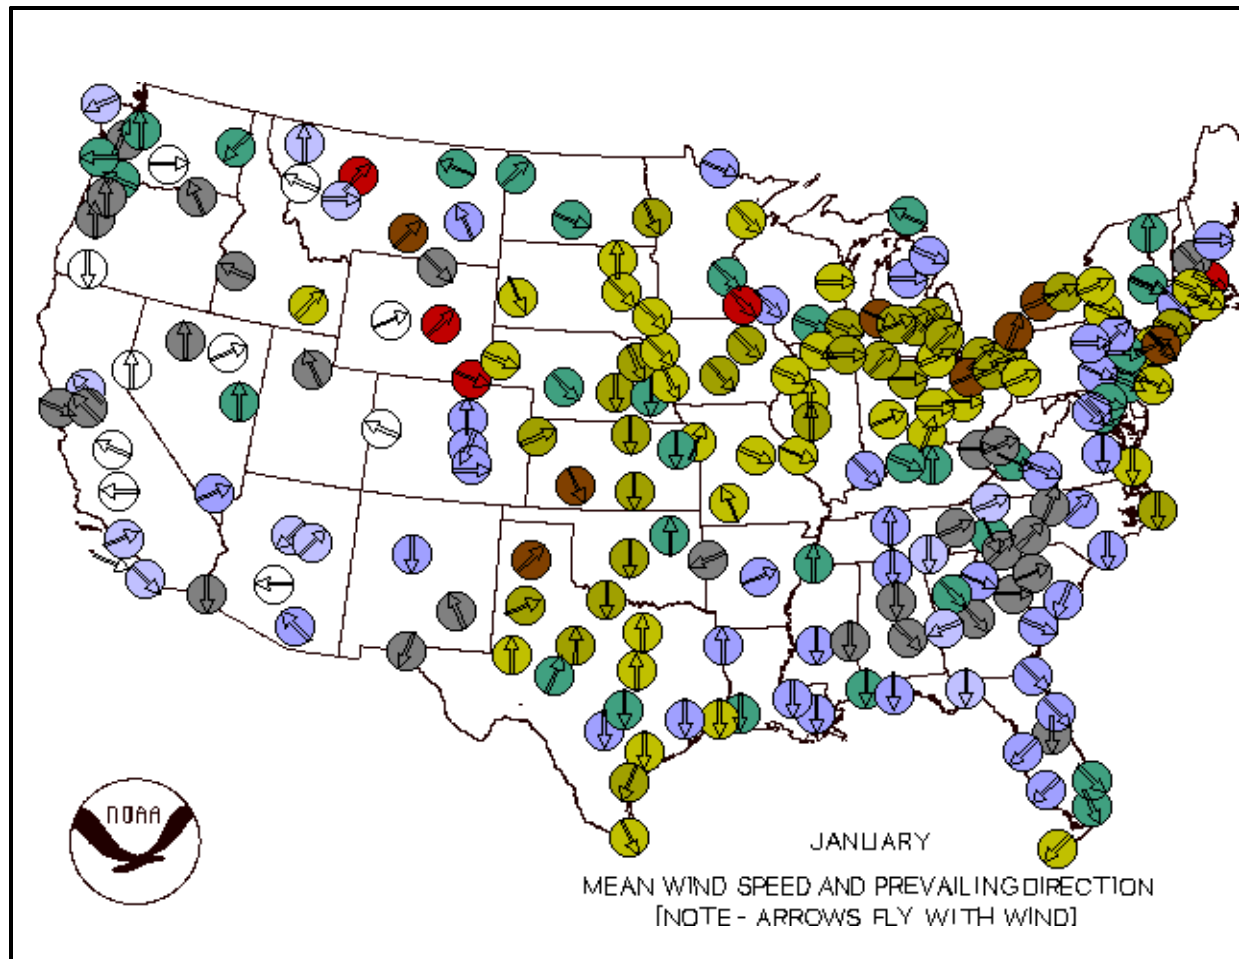 NOAA
JANUARY
MEAN WIND SPEED AND PREVAILING DIRECTION
[NOTE - ARROWS FLY WITH WIND]